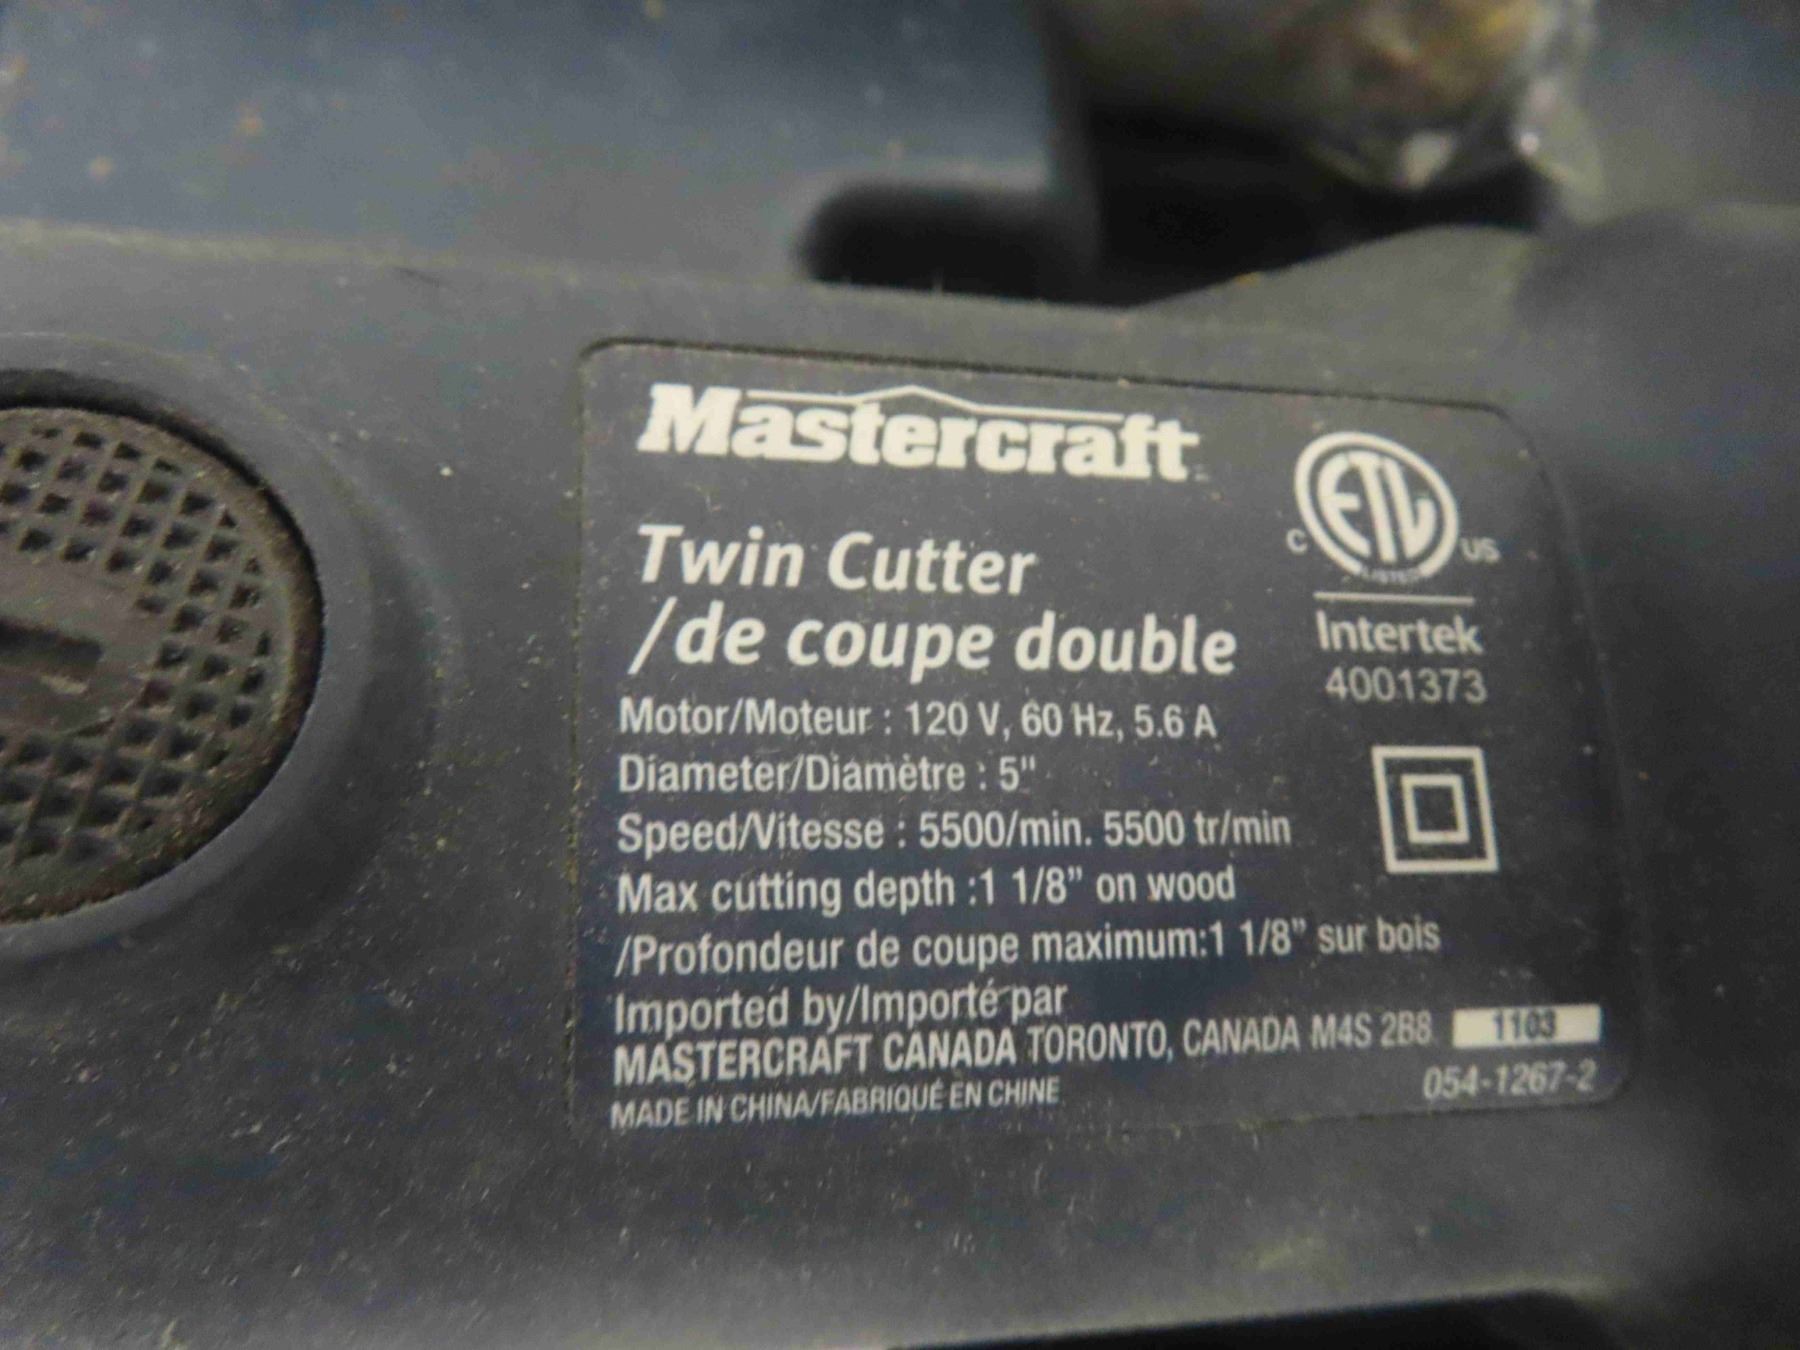 Mastercraft
Twin Cutter
/de coupe double
C ETL US
LISTED
Intertek
4001373
Motor/Moteur : 120 V, 60 Hz, 5.6 A
Diameter/Diamètre : 5"
Speed/Vitesse : 5500/min. 5500 tr/min
Max cutting depth :1 1/8” on wood
/Profondeur de coupe maximum:1 1/8” sur bois
Imported by/Importé par
MASTERCRAFT CANADA TORONTO, CANADA M4S 2B8
1103
MADE IN CHINA/FABRIQUÉ EN CHINE
054-1267-2